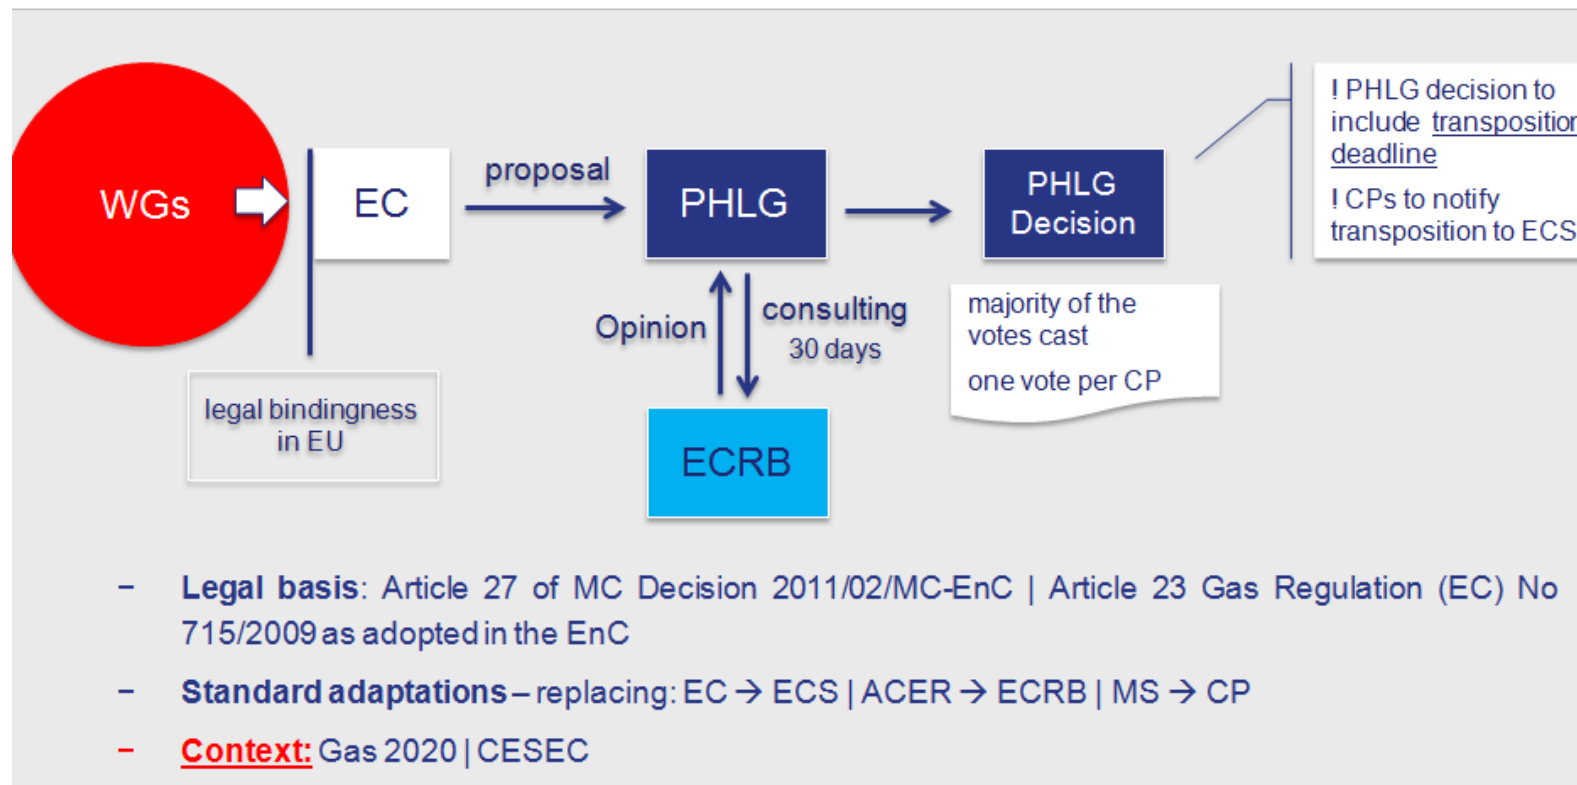 WGs
EC
proposal
PHLG
PHLG
Decision
! PHLG decision to
include transposition
deadline
! CPs to notify
transposition to ECS
legal bindingness
in EU
Opinion
consulting
30 days
majority of the
votes cast
one vote per CP
ECRB
– Legal basis: Article 27 of MC Decision 2011/02/MC-EnC | Article 23 Gas Regulation (EC) No
715/2009 as adopted in the EnC
– Standard adaptations – replacing: EC → ECS | ACER → ECRB | MS → CP
– Context: Gas 2020 | CESEC